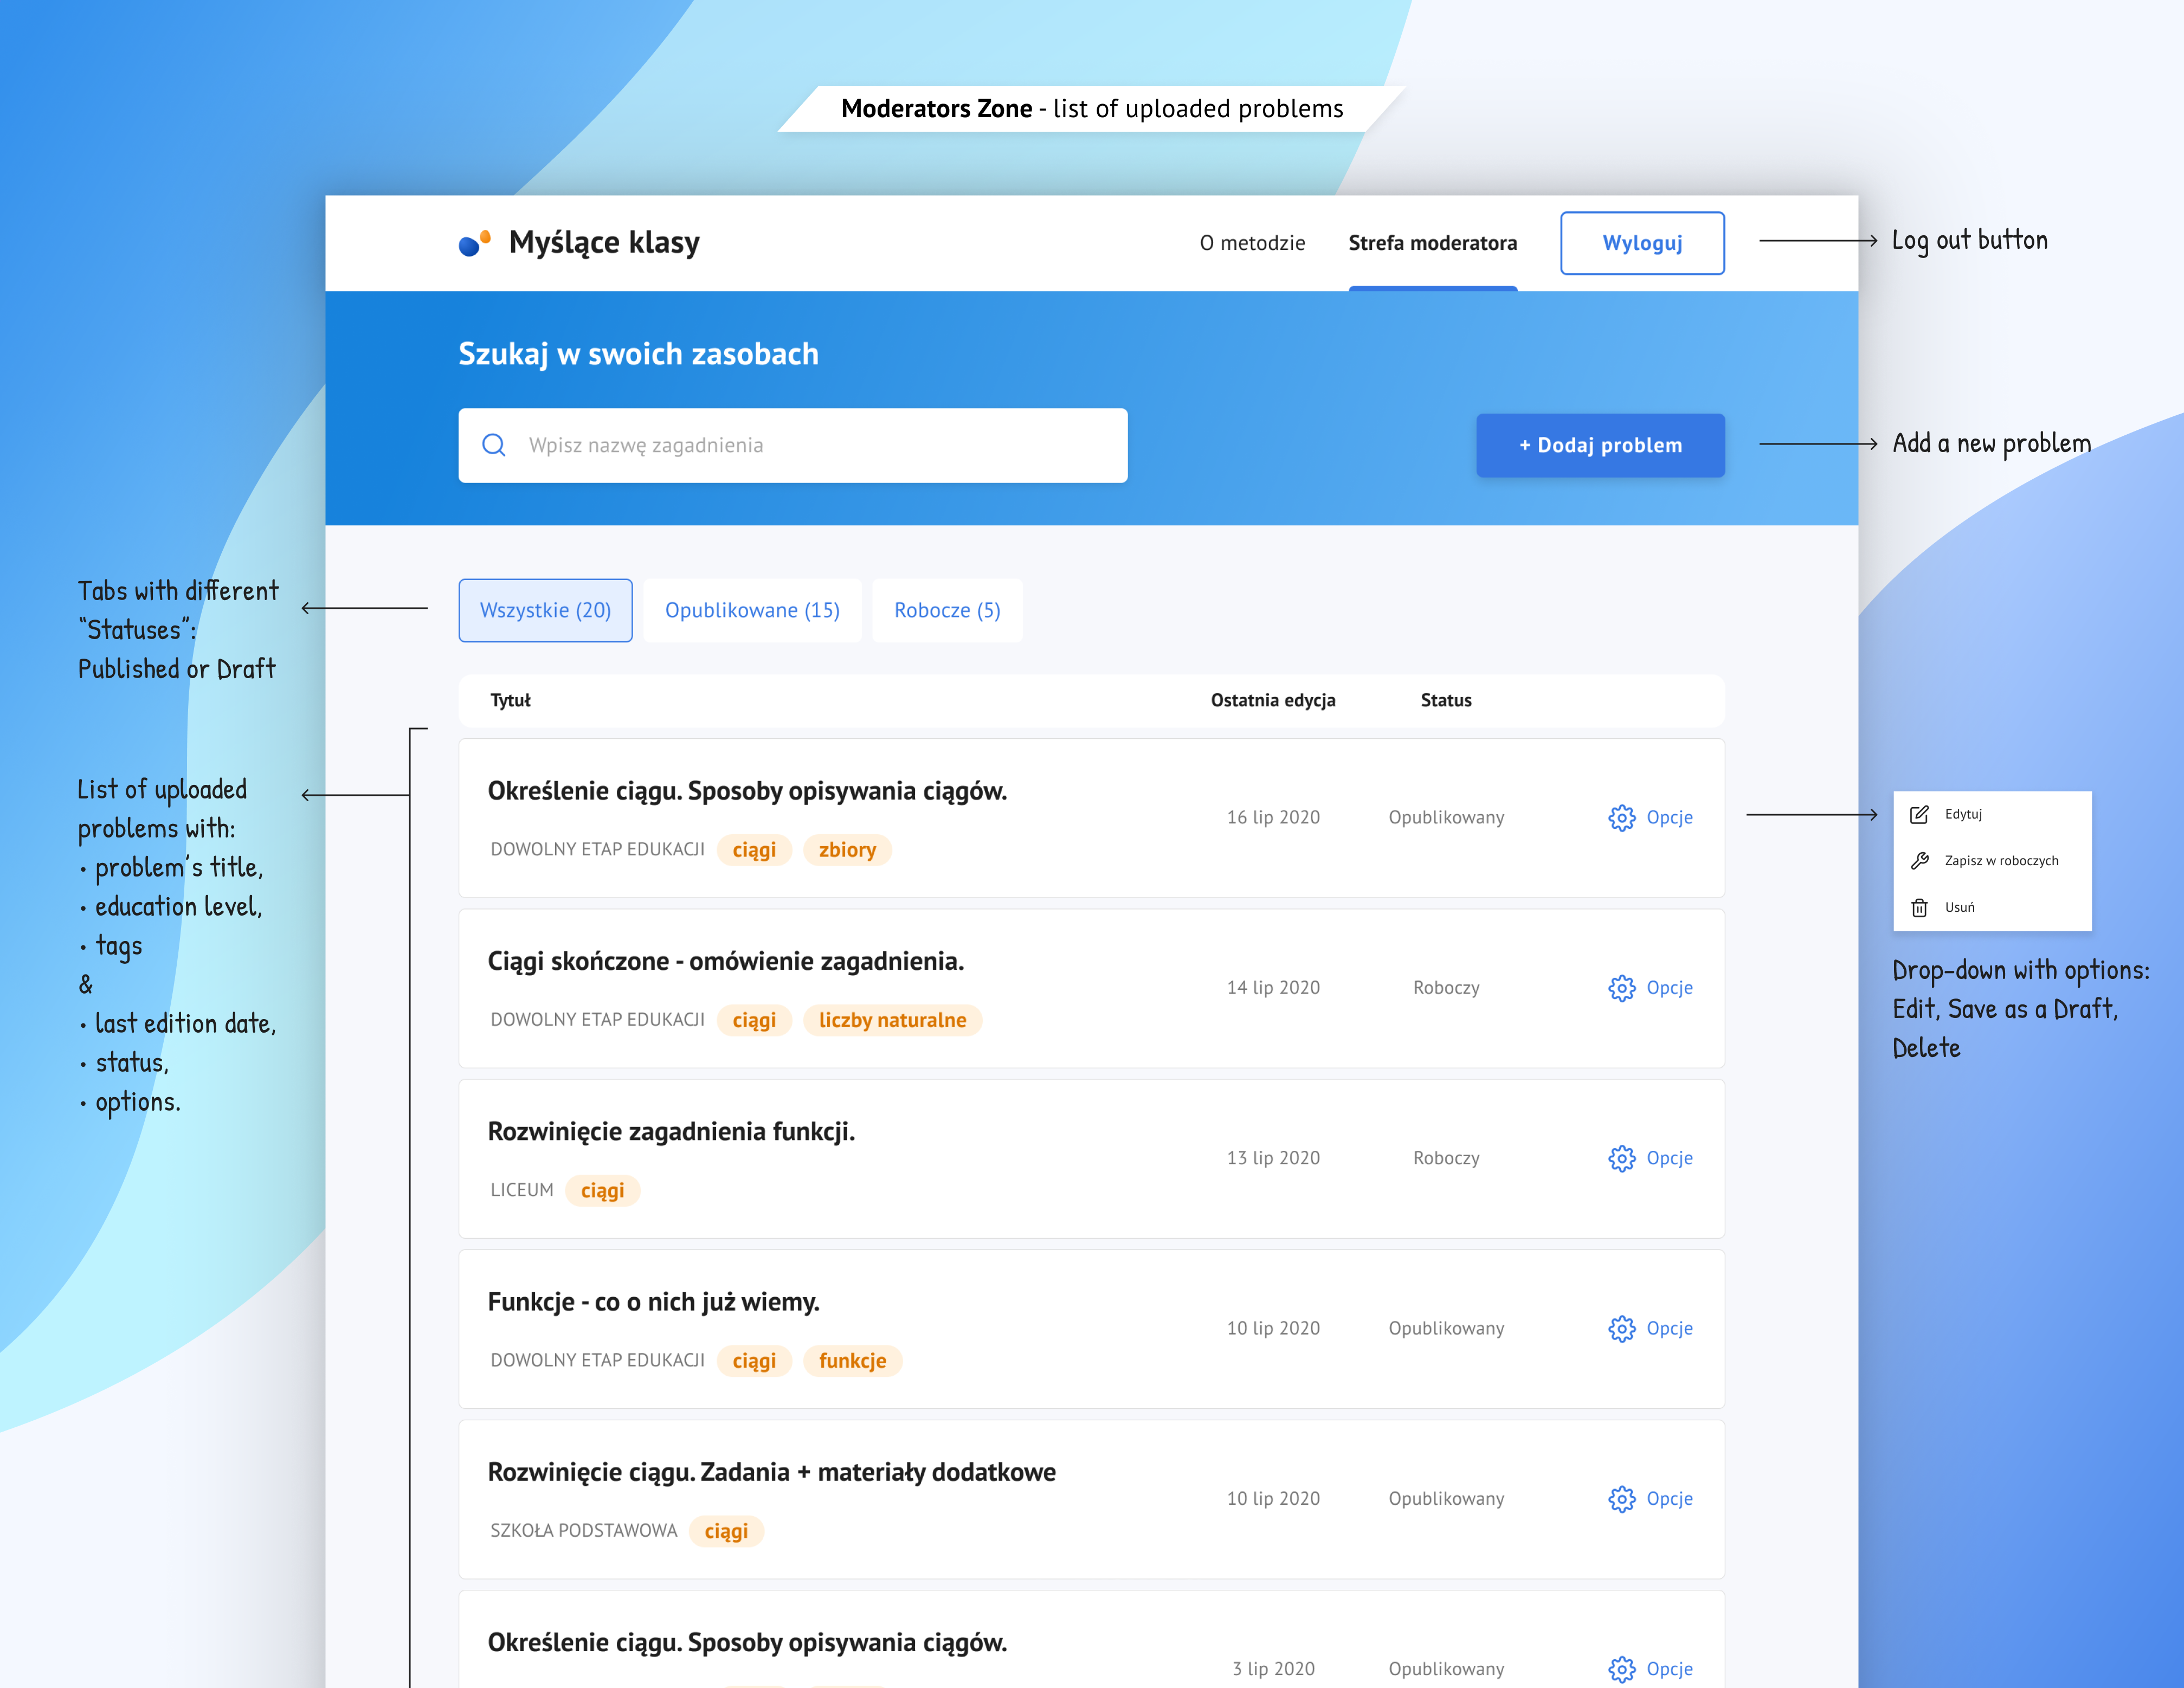 Moderators Zone - list of uploaded problems
Myślące klasy
O metodzie
Strefa moderatora
Wyloguj
Log out button
Szukaj w swoich zasobach
Wpisz nazwę zagadnienia
+ Dodaj problem
Add a new problem
Tabs with different
“Statuses”:
Published or Draft
Wszystkie (20)
Opublikowane (15)
Robocze (5)
Tytuł
Ostatnia edycja
Status
List of uploaded
problems with:
• problem's title,
• education level,
• tags
&
• last edition date,
• status,
• options.
Określenie ciągu. Sposoby opisywania ciągów.
DOWOLNY ETAP EDUKACJI ciągi zbiory
16 lip 2020
Opublikowany
Opcje
Edytuj
Zapisz w roboczych
Usuń
Drop-down with options:
Edit, Save as a Draft,
Delete
Ciągi skończone - omówienie zagadnienia.
DOWOLNY ETAP EDUKACJI ciągi liczby naturalne
14 lip 2020
Roboczy
Opcje
Rozwinięcie zagadnienia funkcji.
LICEUM ciągi
13 lip 2020
Roboczy
Opcje
Funkcje - co o nich już wiemy.
DOWOLNY ETAP EDUKACJI ciągi funkcje
10 lip 2020
Opublikowany
Opcje
Rozwinięcie ciągu. Zadania + materiały dodatkowe
SZKOŁA PODSTAWOWA ciągi
10 lip 2020
Opublikowany
Opcje
Określenie ciągu. Sposoby opisywania ciągów.
3 lip 2020
Opublikowany
Opcje